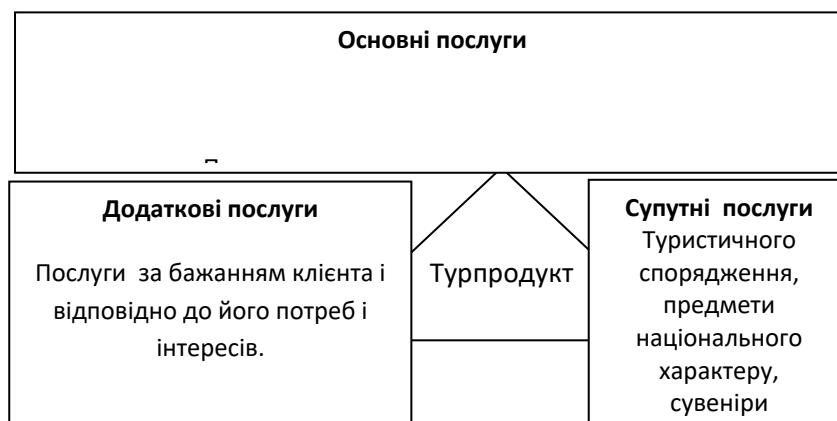 Основні послуги
Додаткові послуги
Послуги за бажанням клієнта і
відповідно до його потреб і
інтересів.
Турпродукт
Супутні послуги
Туристичного
спорядження,
предмети
національного
характеру,
сувеніри